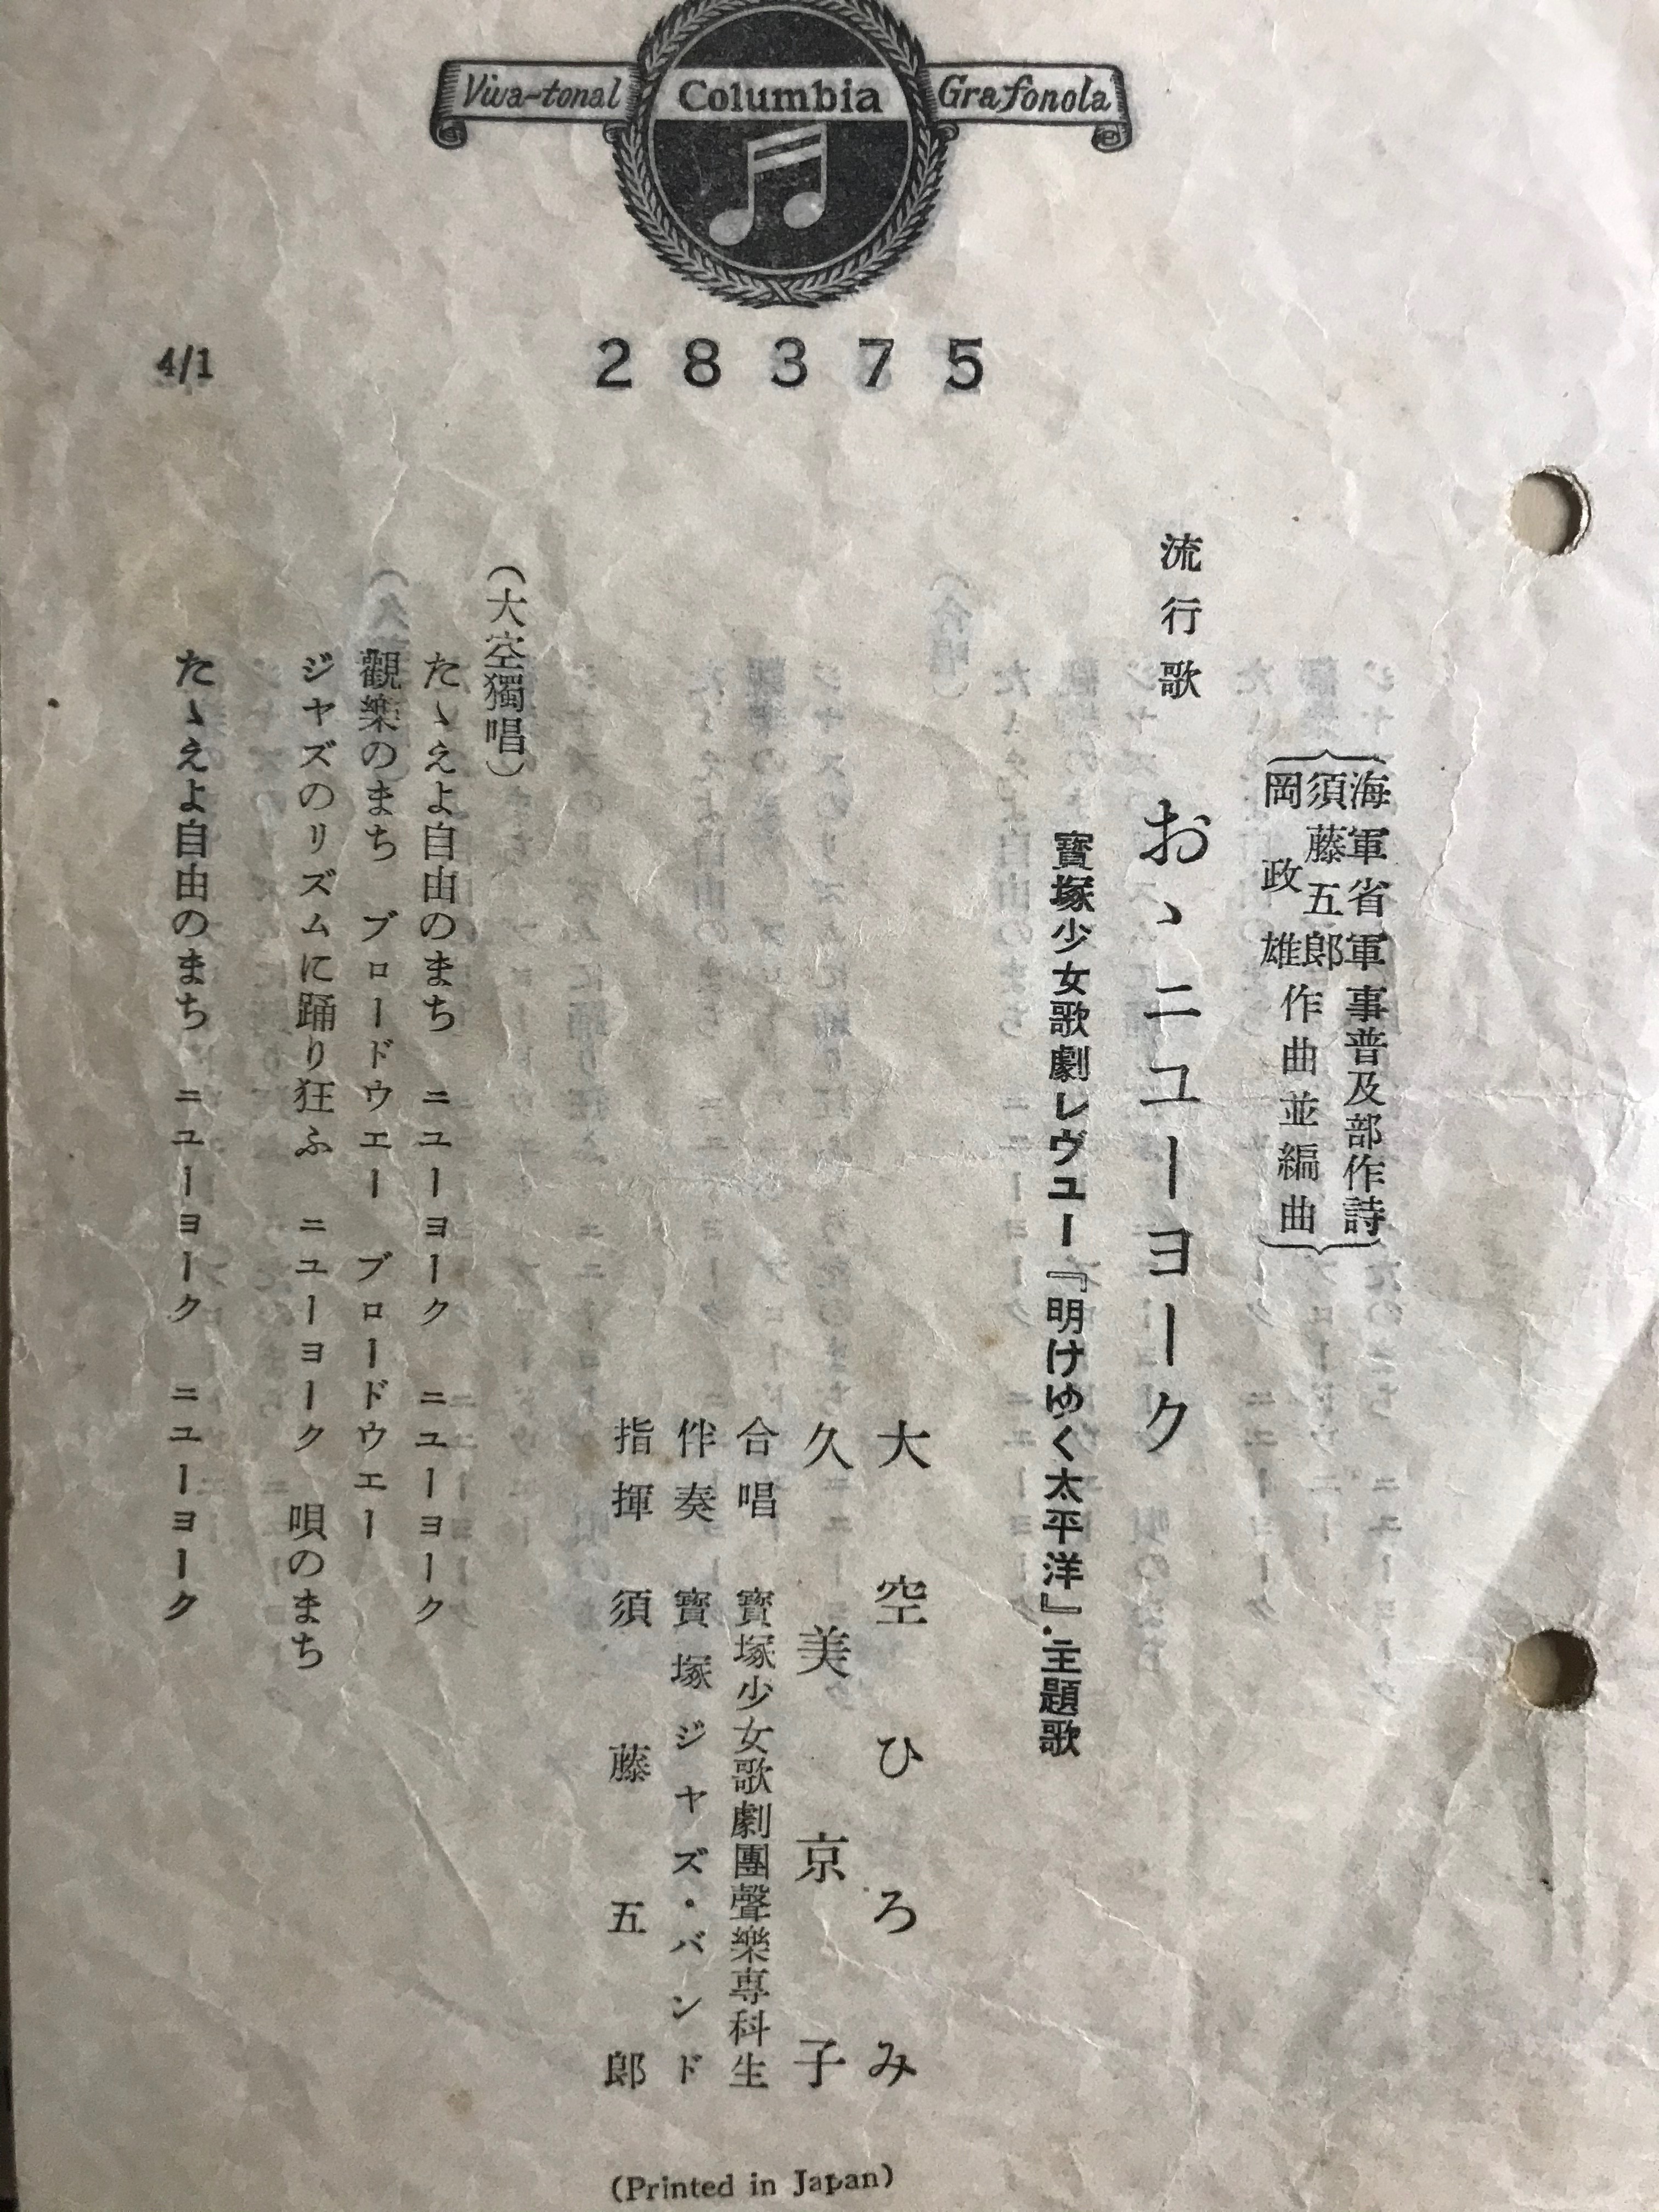 Viva-tonal Columbia Grafonola
28375
4/1
海軍省軍事普及部作詩
須藤五郎
岡政雄
作曲並編曲
流行歌 おゝニユーヨーク
寶塚少女歌劇レヴユー『明けゆく太平洋』主題歌
大空ひろみ
久美京子
合唱 寶塚少女歌劇團聲樂専科生
伴奏 寶塚ジヤズ・バンド
指揮 須藤五郎
(大空獨唱)
たゝえよ自由のまち ニユーヨーク ニユーヨーク
觀樂のまち ブロードウエー ブロードウエー
ジヤズのリズムに踊り狂ふ ニユーヨーク 唄のまち
たゝえよ自由のまち ニユーヨーク ニユーヨーク
(Printed in Japan)